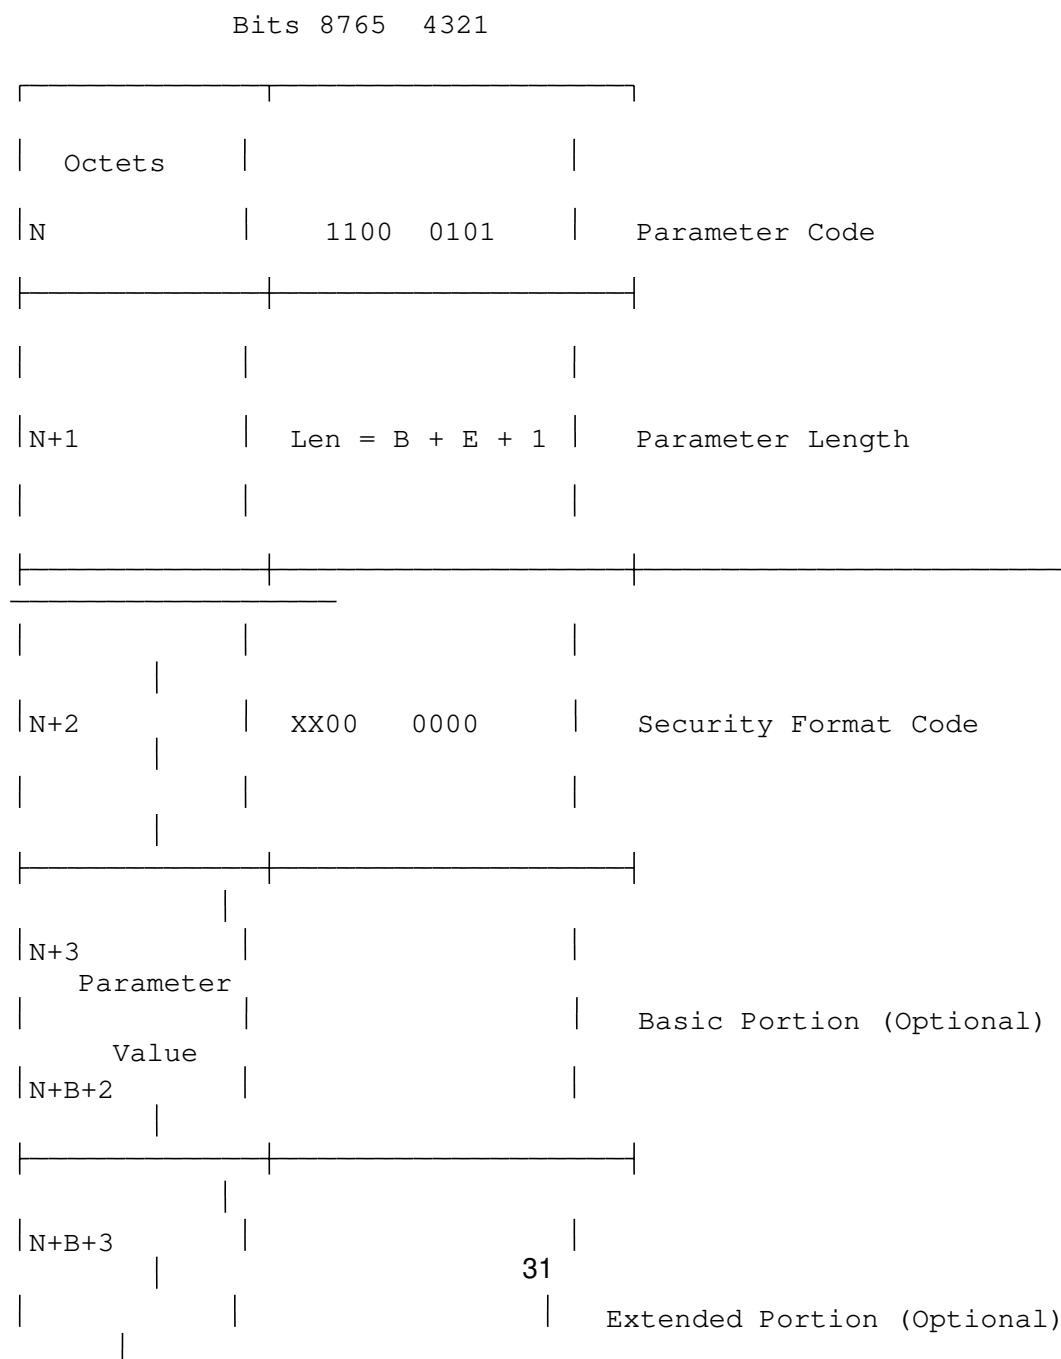 Bits 8765 4321
Octets
N 1100 0101 Parameter Code
N+1 Len = B + E + 1 Parameter Length
N+2 XX00 0000 Security Format Code
N+3
Parameter
Basic Portion (Optional)
Value
N+B+2
N+B+3
31
Extended Portion (Optional)